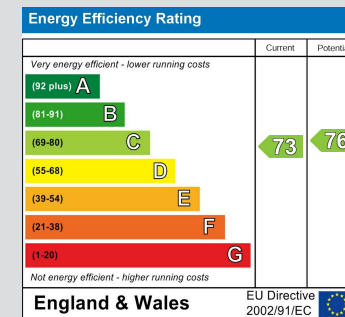 Energy Efficiency Rating
Current
Very energy efficient - lower running costs
(92 plus) A
(81-91) B
(69-80) C
73 76
(55-68) D
(39-54) E
(21-38) F
(1-20) G
Not energy efficient - higher running costs
England & Wales
EU Directive
2002/91/EC